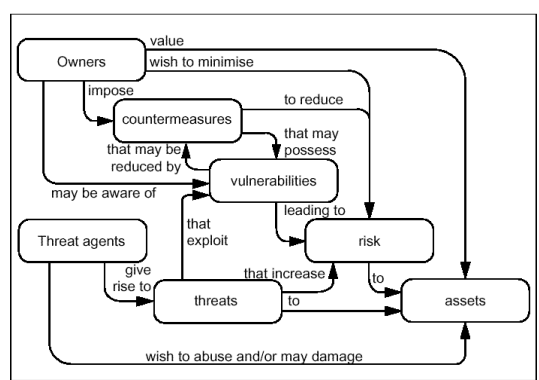 value
Owners
wish to minimise
impose
to reduce
countermeasures
that may be
reduced by
that may
possess
vulnerabilities
may be aware of
leading to
Threat agents
that
exploit
risk
give
rise to
that increase
to
threats
to
assets
wish to abuse and/or may damage